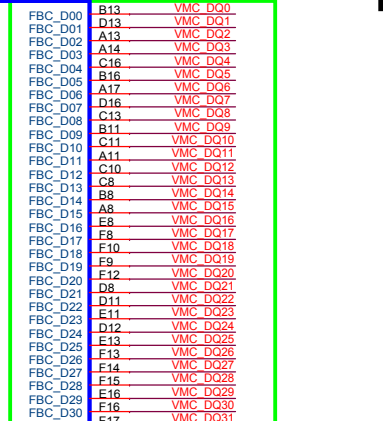 FBC_D00 B13 VMC_DQ0
FBC_D01 D13 VMC_DQ1
FBC_D02 A13 VMC_DQ2
FBC_D03 A14 VMC_DQ3
FBC_D04 C16 VMC_DQ4
FBC_D05 B16 VMC_DQ5
FBC_D06 A17 VMC_DQ6
FBC_D07 D16 VMC_DQ7
FBC_D08 C13 VMC_DQ8
FBC_D09 B11 VMC_DQ9
FBC_D10 C11 VMC_DQ10
FBC_D11 A11 VMC_DQ11
FBC_D12 C10 VMC_DQ12
FBC_D13 C8 VMC_DQ13
FBC_D14 B8 VMC_DQ14
FBC_D15 A8 VMC_DQ15
FBC_D16 E8 VMC_DQ16
FBC_D17 F8 VMC_DQ17
FBC_D18 F10 VMC_DQ18
FBC_D19 F9 VMC_DQ19
FBC_D20 F12 VMC_DQ20
FBC_D21 D8 VMC_DQ21
FBC_D22 D11 VMC_DQ22
FBC_D23 E11 VMC_DQ23
FBC_D24 D12 VMC_DQ24
FBC_D25 E13 VMC_DQ25
FBC_D26 F13 VMC_DQ26
FBC_D27 F14 VMC_DQ27
FBC_D28 F15 VMC_DQ28
FBC_D29 E16 VMC_DQ29
FBC_D30 F16 VMC_DQ30
F17 VMC_DQ31